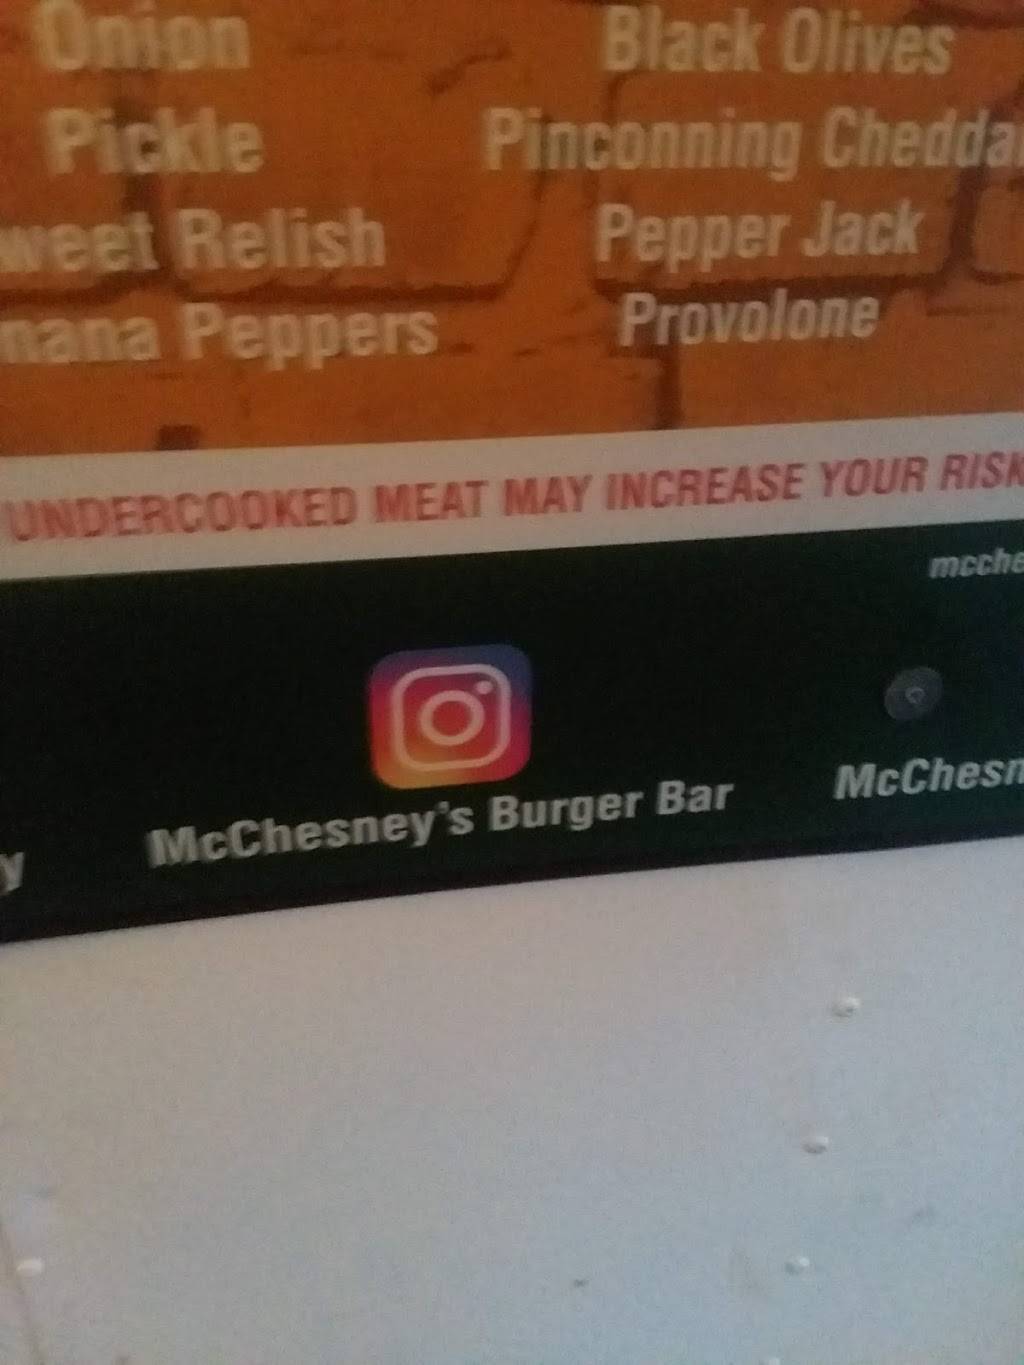 Onion
Pickle
weet Relish
nana Peppers
Black Olives
Pinconning Chedda
Pepper Jack
Provolone
UNDERCOOKED MEAT MAY INCREASE YOUR RISK
mcche
y
McChesney's Burger Bar
McChesn